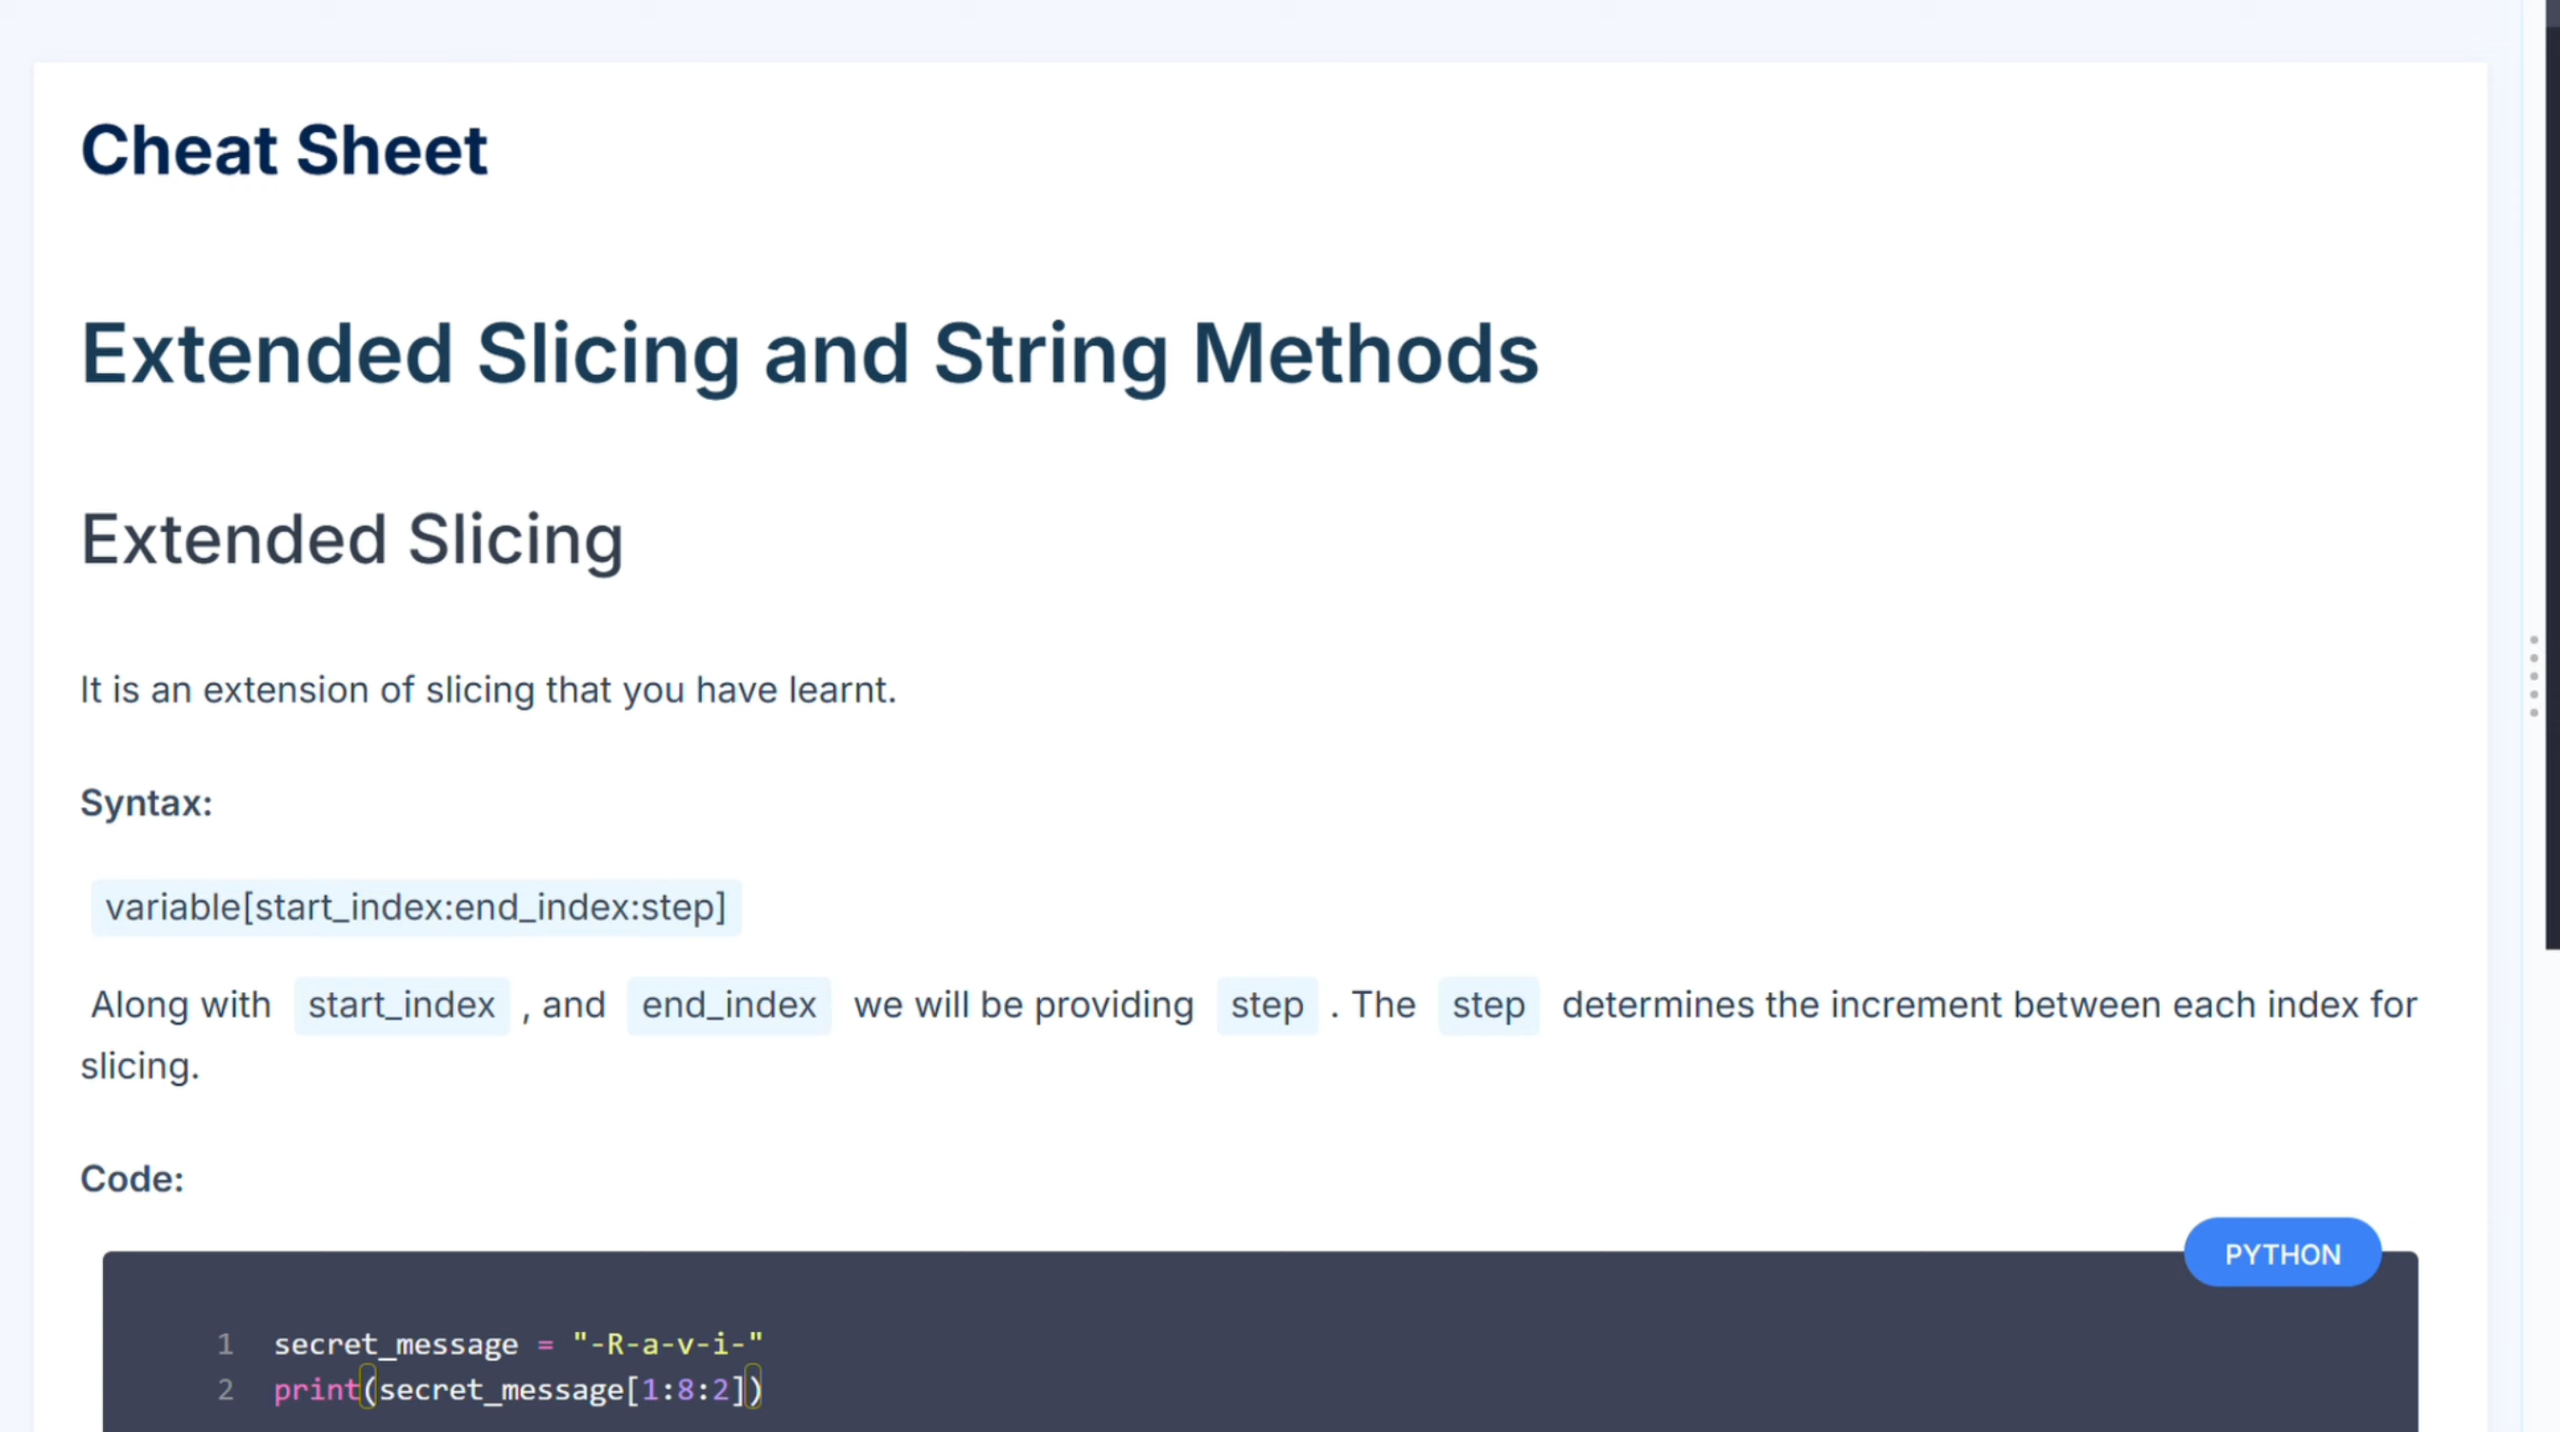 Cheat Sheet
Extended Slicing and String Methods
Extended Slicing
It is an extension of slicing that you have learnt.
Syntax:
variable[start_index:end_index:step]
Along with start_index , and end_index we will be providing step . The step determines the increment between each index for
slicing.
Code:
PYTHON
1 secret_message = "-R-a-v-i-"
2 print(secret_message[1:8:2])